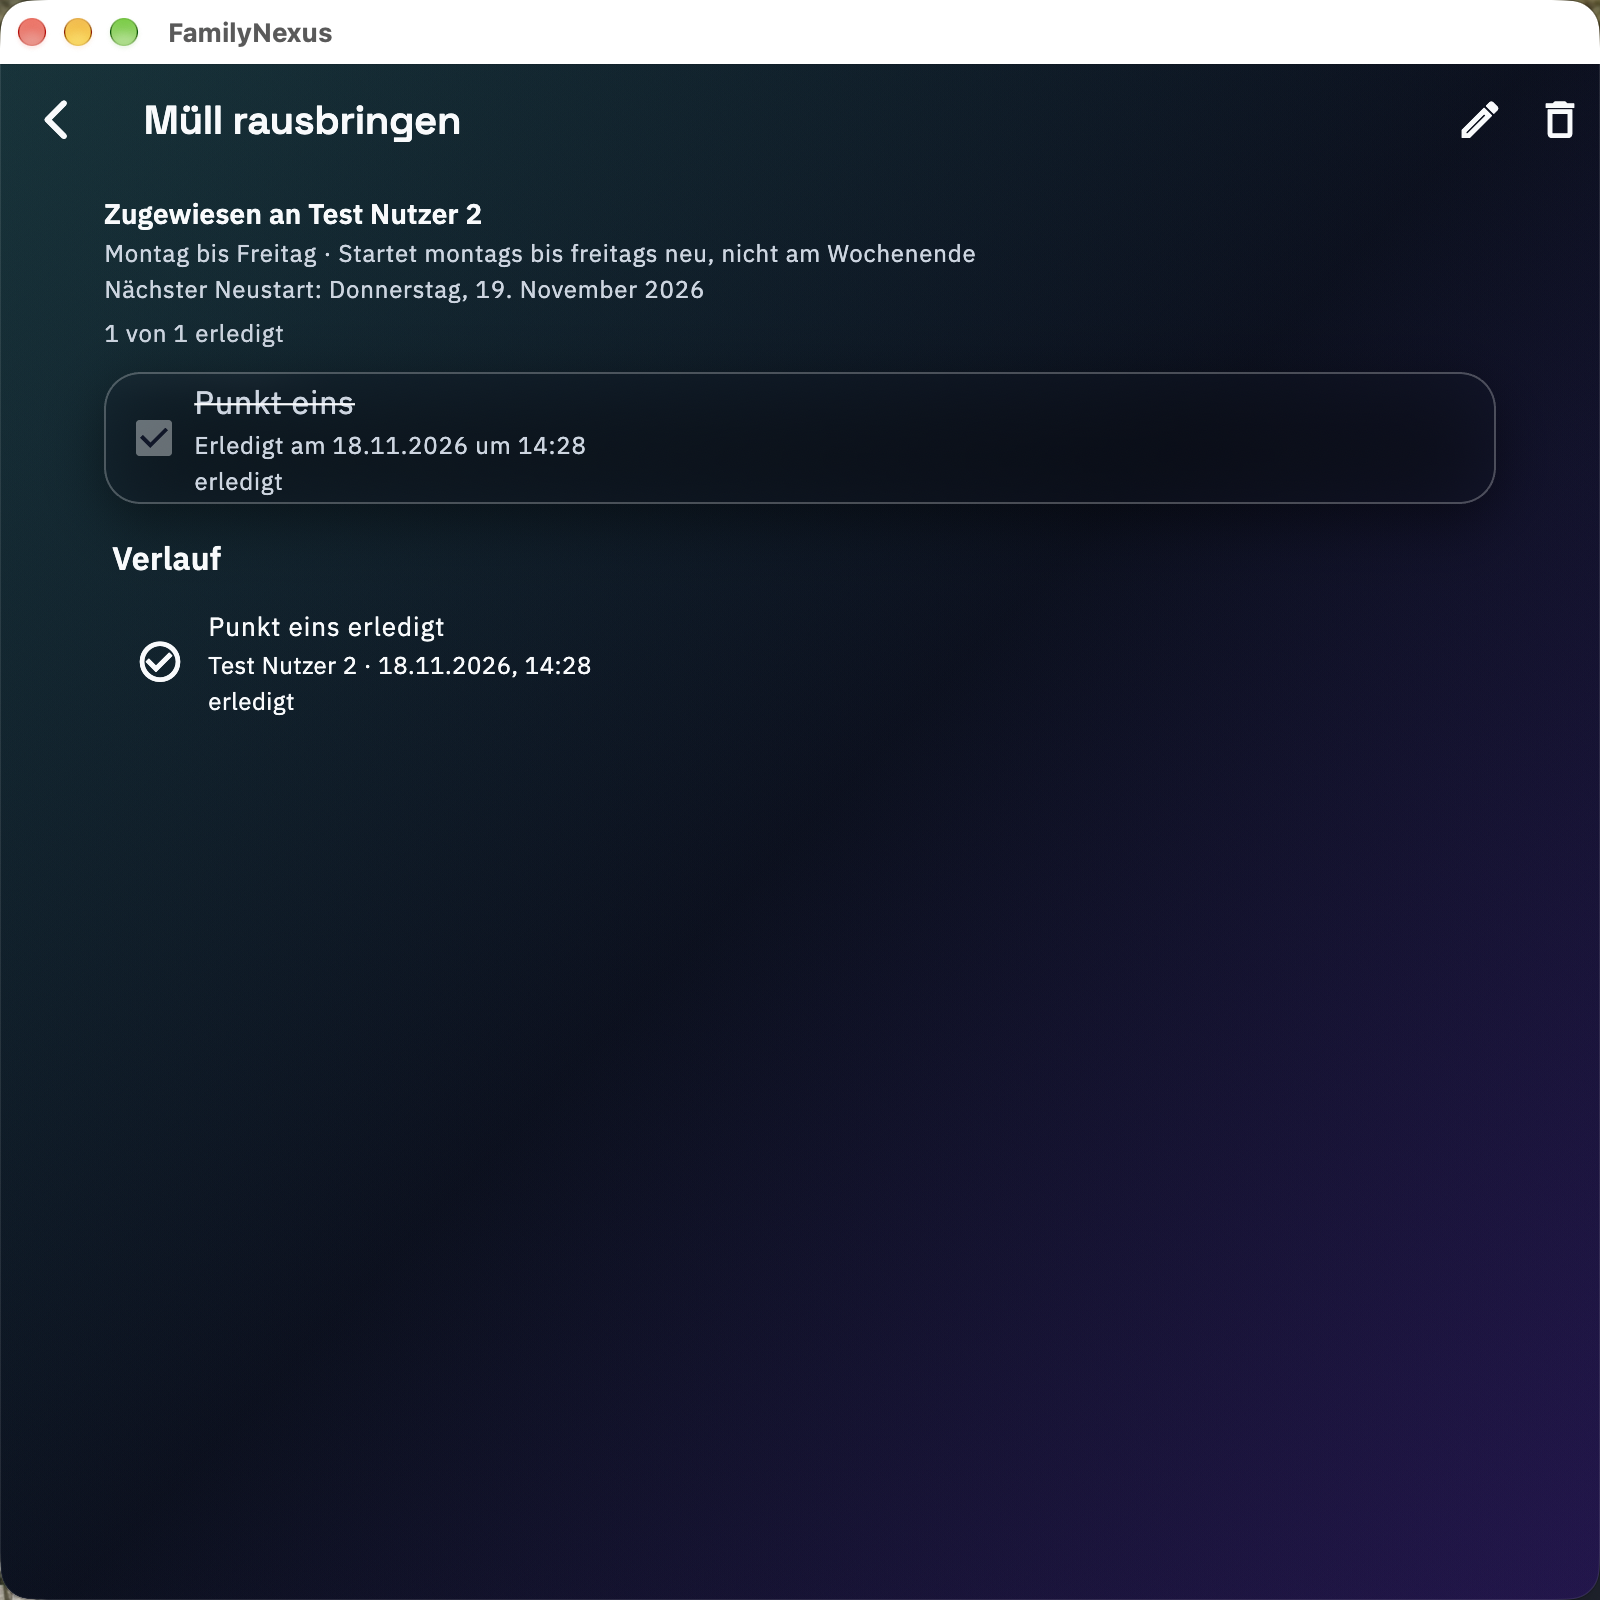 FamilyNexus
Müll rausbringen
Zugewiesen an Test Nutzer 2
Montag bis Freitag · Startet montags bis freitags neu, nicht am Wochenende
Nächster Neustart: Donnerstag, 19. November 2026
1 von 1 erledigt
Punkt eins
Erledigt am 18.11.2026 um 14:28
erledigt
Verlauf
Punkt eins erledigt
Test Nutzer 2 · 18.11.2026, 14:28
erledigt